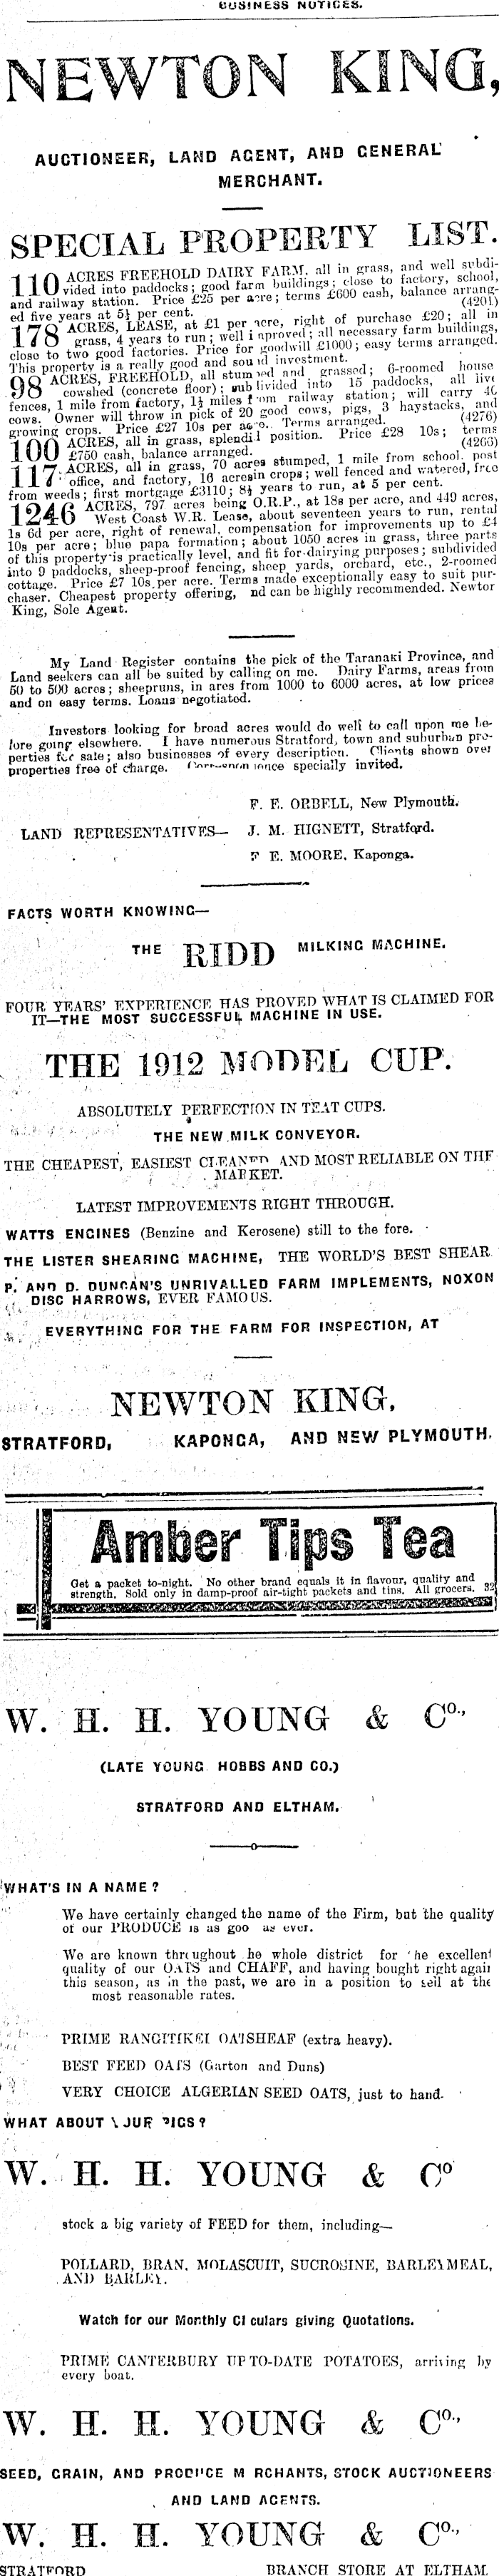 BUSINESS NOTICES.
NEWTON KING,
AUCTIONEER, LAND AGENT, AND GENERAL
MERCHANT.
SPECIAL PROPERTY LIST.
110 ACRES FREEHOLD DAIRY FARM, all in grass, and well subdi-
vided into paddocks; good farm buildings; close to factory, school,
and railway station. Price £25 per acre; terms £600 cash, balance arrang-
ed five years at 5½ per cent. (4201)
178 ACRES, LEASE, at £1 per acre, right of purchase £20; all in
grass, 4 years to run; well improved; all necessary farm buildings,
close to two good factories. Price for goodwill £1000; easy terms arranged.
This property is a really good and sound investment.
98 ACRES, FREEHOLD, all stumped and grassed; 6-roomed house
cowshed (concrete floor); subdivided into 15 paddocks, all live
fences, 1 mile from factory, 1½ miles from railway station; will carry 40
cows. Owner will throw in pick of 20 good cows, pigs, 3 haystacks, and
growing crops. Price £27 10s per acre. Terms arranged. (4276)
100 ACRES, all in grass, splendid position. Price £28 10s; terms
£750 cash, balance arranged. (4266)
117 ACRES, all in grass, 70 acres stumped, 1 mile from school, post
office, and factory, 16 acres in crops; well fenced and watered, free
from weeds; first mortgage £3110; 8½ years to run, at 5 per cent.
1246 ACRES, 797 acres being O.R.P., at 18s per acre, and 449 acres,
West Coast W.R. Lease, about seventeen years to run, rental
1s 6d per acre, right of renewal, compensation for improvements up to £4
10s per acre; blue papa formation; about 1050 acres in grass, three parts
of this property is practically level, and fit for dairying purposes; subdivided
into 9 paddocks, sheep-proof fencing, sheep yards, orchard, etc., 2-roomed
cottage. Price £7 10s. per acre. Terms made exceptionally easy to suit pur-
chaser. Cheapest property offering, nd can be highly recommended. Newtor
King, Sole Agent.
My Land Register contains the pick of the Taranaki Province, and
Land seekers can all be suited by calling on me. Dairy Farms, areas from
50 to 500 acres; sheepruns, in ares from 1000 to 6000 acres, at low prices
and on easy terms. Loans negotiated.
Investors looking for broad acres would do well to call upon me be-
fore going elsewhere. I have numerous Stratford, town and suburban pro-
perties for sale; also businesses of every description. Clients shown over
properties free of charge. Correspondence specially invited.
F. E. ORBELL, New Plymouth.
LAND REPRESENTATIVES— J. M. HIGNETT, Stratford.
F E. MOORE, Kaponga.
FACTS WORTH KNOWING—
THE RIDD MILKING MACHINE.
FOUR YEARS' EXPERIENCE HAS PROVED WHAT IS CLAIMED FOR
IT—THE MOST SUCCESSFUL MACHINE IN USE.
THE 1912 MODEL CUP.
ABSOLUTELY PERFECTION IN TEAT CUPS.
THE NEW MILK CONVEYOR.
THE CHEAPEST, EASIEST CLEANED AND MOST RELIABLE ON THE
MARKET.
LATEST IMPROVEMENTS RIGHT THROUGH.
WATTS ENGINES (Benzine and Kerosene) still to the fore.
THE LISTER SHEARING MACHINE, THE WORLD'S BEST SHEAR
P. AND D. DUNCAN'S UNRIVALLED FARM IMPLEMENTS, NOXON
DISC HARROWS, EVER FAMOUS.
EVERYTHING FOR THE FARM FOR INSPECTION, AT
NEWTON KING,
STRATFORD, KAPONGA, AND NEW PLYMOUTH.
Amber Tips Tea
Get a packet to-night. No other brand equals it in flavour, quality and
strength. Sold only in damp-proof air-tight packets and tins. All grocers. 32
W. H. H. YOUNG & Co.,
(LATE YOUNG HOBBS AND CO.)
STRATFORD AND ELTHAM.
WHAT'S IN A NAME?
We have certainly changed the name of the Firm, but the quality
of our PRODUCE is as goo as ever.
We are known throughout he whole district for the excellent
quality of our OATS and CHAFF, and having bought right again
this season, as in the past, we are in a position to sell at the
most reasonable rates.
PRIME RANGITIKEI OATSHEAF (extra heavy).
BEST FEED OATS (Garton and Duns)
VERY CHOICE ALGERIAN SEED OATS, just to hand.
WHAT ABOUT YOUR PIGS?
W. H. H. YOUNG & Co
stock a big variety of FEED for them, including—
POLLARD, BRAN, MOLASCUIT, SUCROSINE, BARLEYMEAL,
AND BARLEY.
Watch for our Monthly Ci culars giving Quotations.
PRIME CANTERBURY UP-TO-DATE POTATOES, arriving by
every boat.
W. H. H. YOUNG & Co.,
SEED, GRAIN, AND PRODUCE M RCHANTS, STOCK AUCTIONEERS
AND LAND AGENTS.
W. H. H. YOUNG & Co.,
STRATFORD BRANCH STORE AT ELTHAM